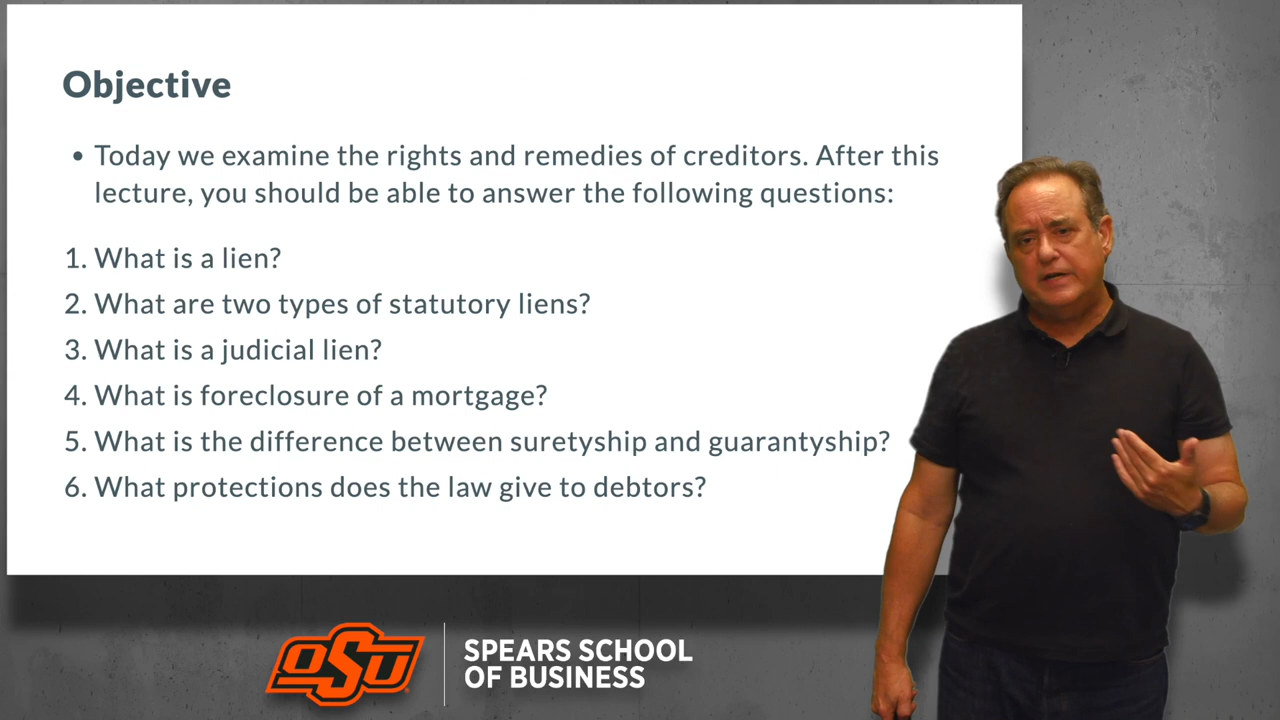 Objective
• Today we examine the rights and remedies of creditors. After this
lecture, you should be able to answer the following questions:
1. What is a lien?
2. What are two types of statutory liens?
3. What is a judicial lien?
4. What is foreclosure of a mortgage?
5. What is the difference between suretyship and guarantyship?
6. What protections does the law give to debtors?
OSU
SPEARS SCHOOL
OF BUSINESS